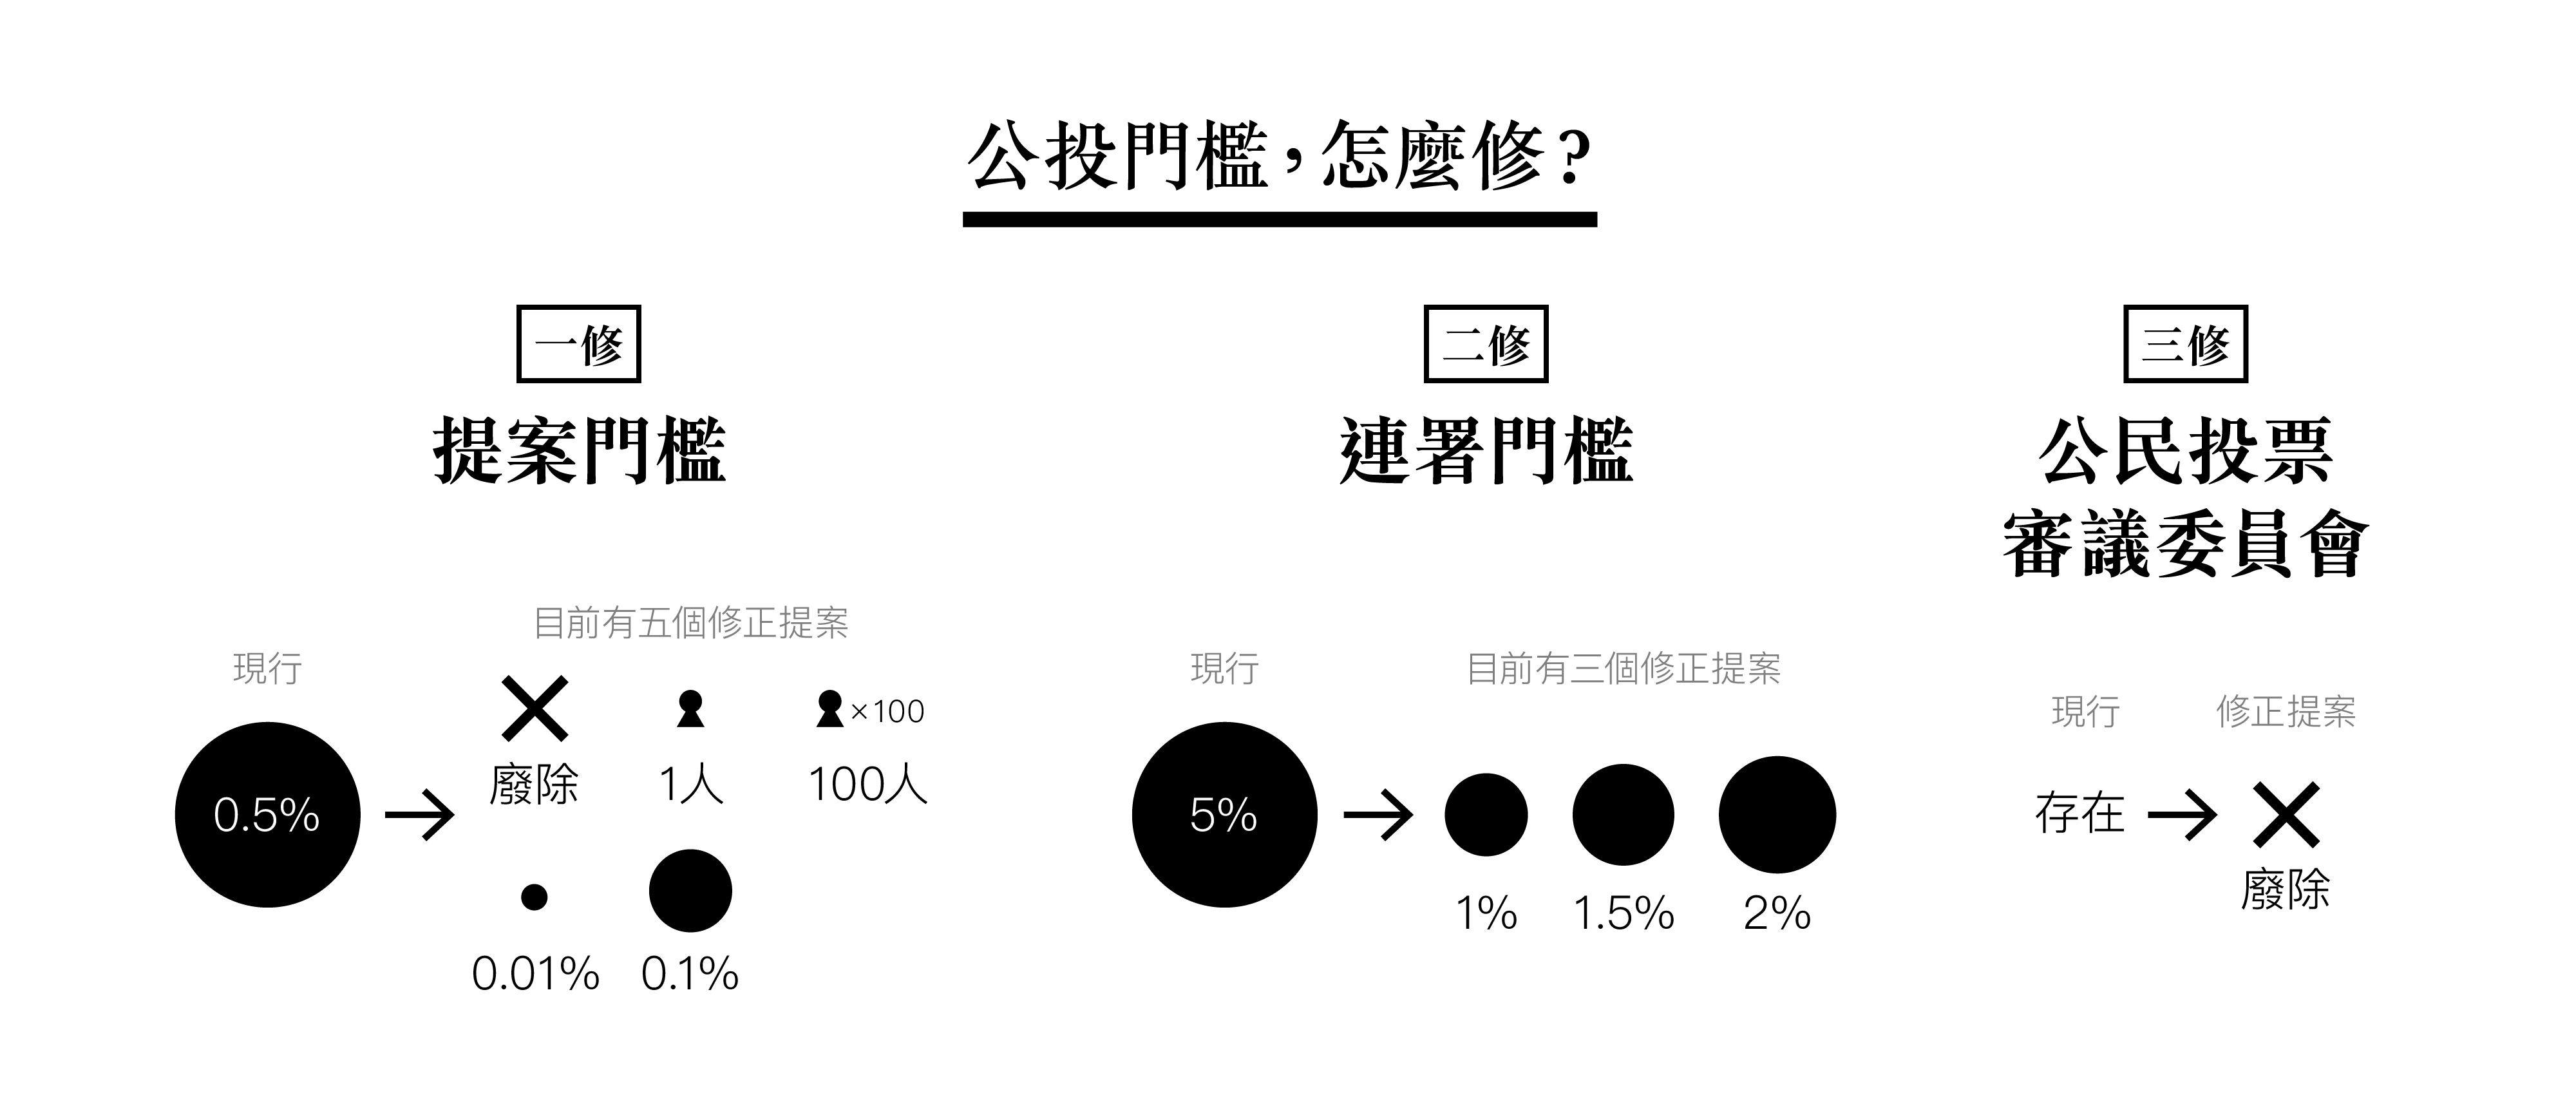 公投門檻，怎麼修？
一修
提案門檻
目前有五個修正提案
現行
0.5%
×100
廢除
1人
100人
0.01%
0.1%
二修
連署門檻
現行
目前有三個修正提案
5%
1%
1.5%
2%
三修
公民投票
審議委員會
現行
修正提案
存在
廢除